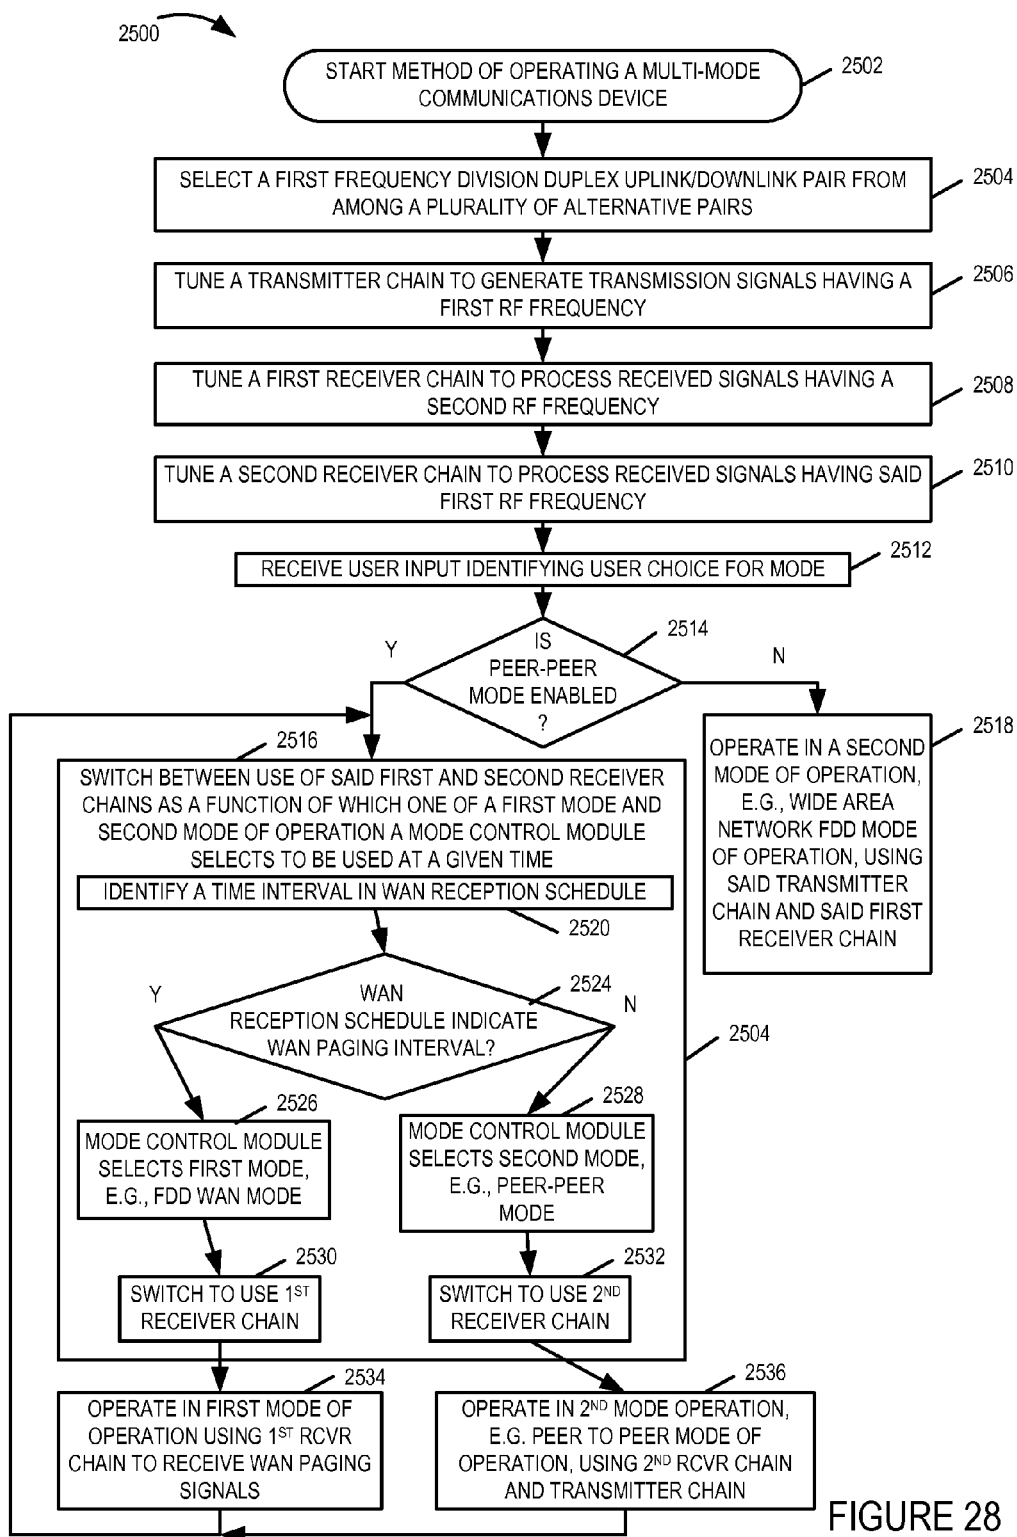 2500
START METHOD OF OPERATING A MULTI-MODE
COMMUNICATIONS DEVICE
2502
SELECT A FIRST FREQUENCY DIVISION DUPLEX UPLINK/DOWNLINK PAIR FROM
AMONG A PLURALITY OF ALTERNATIVE PAIRS
2504
TUNE A TRANSMITTER CHAIN TO GENERATE TRANSMISSION SIGNALS HAVING A
FIRST RF FREQUENCY
2506
TUNE A FIRST RECEIVER CHAIN TO PROCESS RECEIVED SIGNALS HAVING A
SECOND RF FREQUENCY
2508
TUNE A SECOND RECEIVER CHAIN TO PROCESS RECEIVED SIGNALS HAVING SAID
FIRST RF FREQUENCY
2510
RECEIVE USER INPUT IDENTIFYING USER CHOICE FOR MODE
2512
IS
PEER-PEER
MODE ENABLED
?
2514
Y
N
2516
SWITCH BETWEEN USE OF SAID FIRST AND SECOND RECEIVER
CHAINS AS A FUNCTION OF WHICH ONE OF A FIRST MODE AND
SECOND MODE OF OPERATION A MODE CONTROL MODULE
SELECTS TO BE USED AT A GIVEN TIME
OPERATE IN A SECOND
MODE OF OPERATION,
E.G., WIDE AREA
NETWORK FDD MODE
OF OPERATION, USING
SAID TRANSMITTER
CHAIN AND SAID FIRST
RECEIVER CHAIN
2518
IDENTIFY A TIME INTERVAL IN WAN RECEPTION SCHEDULE
2520
WAN
RECEPTION SCHEDULE INDICATE
WAN PAGING INTERVAL?
2524
Y
N
2504
2526
MODE CONTROL MODULE
SELECTS FIRST MODE,
E.G., FDD WAN MODE
2528
MODE CONTROL MODULE
SELECTS SECOND MODE,
E.G., PEER-PEER
MODE
2530
SWITCH TO USE 1ST
RECEIVER CHAIN
2532
SWITCH TO USE 2ND
RECEIVER CHAIN
2534
OPERATE IN FIRST MODE OF
OPERATION USING 1ST RCVR
CHAIN TO RECEIVE WAN PAGING
SIGNALS
2536
OPERATE IN 2ND MODE OPERATION,
E.G. PEER TO PEER MODE OF
OPERATION, USING 2ND RCVR CHAIN
AND TRANSMITTER CHAIN
FIGURE 28